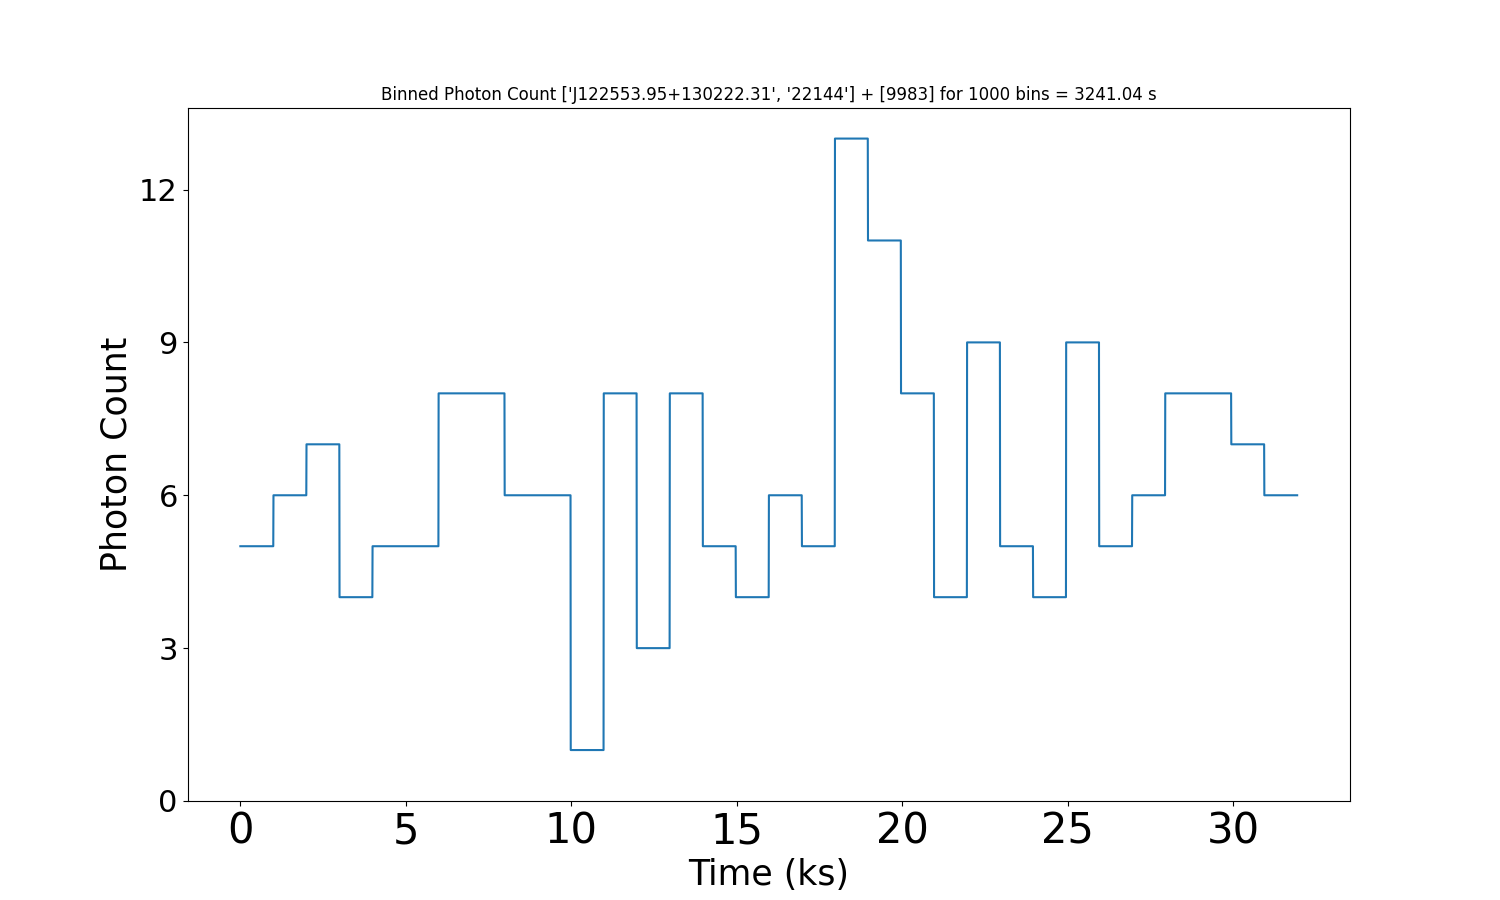 Binned Photon Count ['J122553.95+130222.31', '22144'] + [9983] for 1000 bins = 3241.04 s
12
9
6
3
0
Photon Count
0 5 10 15 20 25 30
Time (ks)